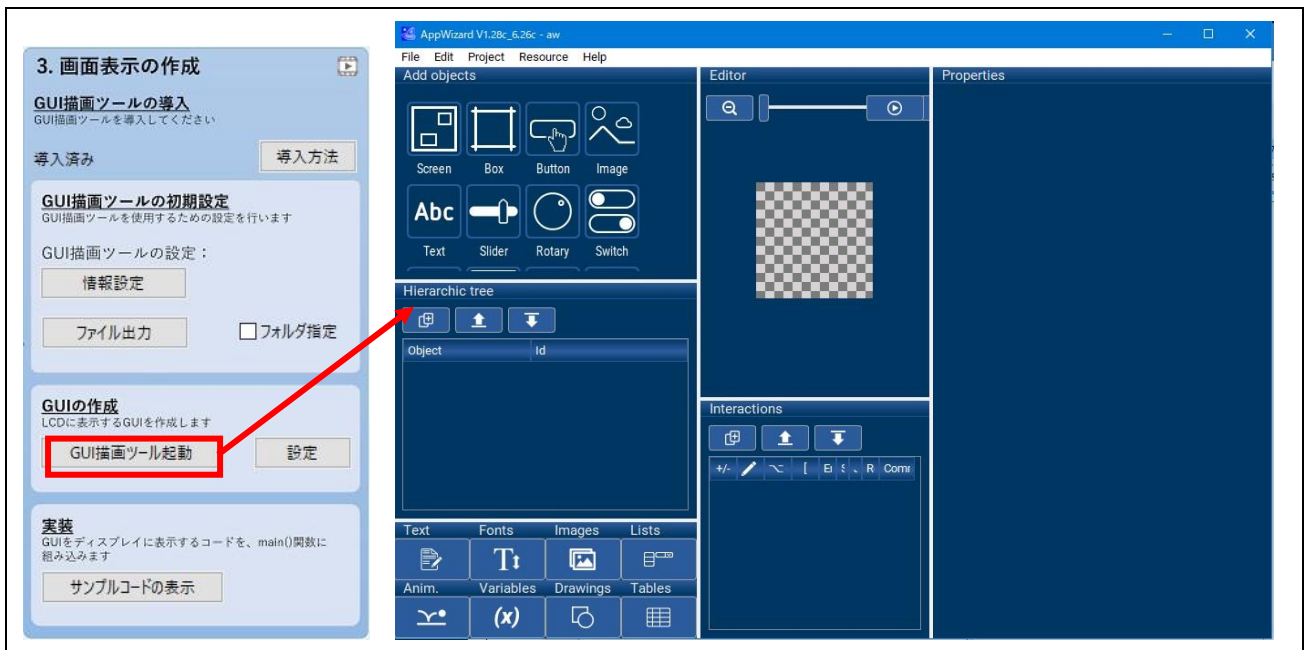 3. 画面表示の作成
GUI描画ツールの導入
GUI描画ツールを導入してください
導入済み
導入方法
GUI描画ツールの初期設定
GUI描画ツールを使用するための設定を行います
GUI描画ツールの設定：
情報設定
ファイル出力
フォルダ指定
GUIの作成
LCDに表示するGUIを作成します
GUI描画ツール起動
設定
実装
GUIをディスプレイに表示するコードを、main()関数に
組み込みます
サンプルコードの表示
AppWizard V1.28c_6.26c - aw
File Edit Project Resource Help
Add objects
Screen Box Button Image
Abc
Text Slider Rotary Switch
Hierarchic tree
Object Id
Text Fonts Images Lists
Anim. Variables Drawings Tables
(x)
Editor
Interactions
+/- R
Properties